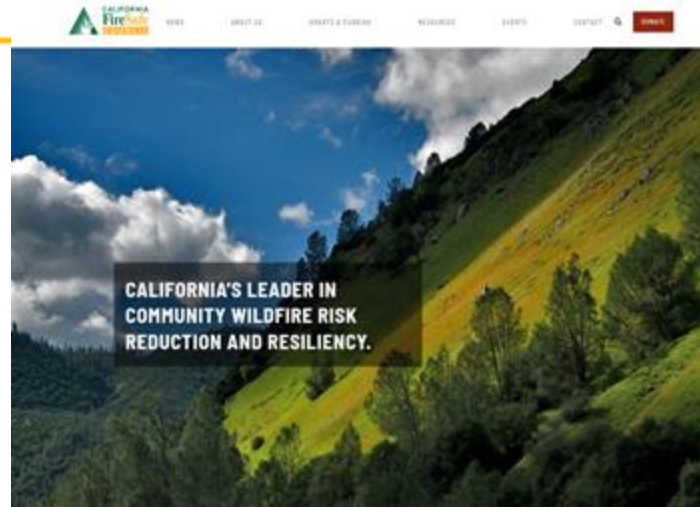 CALIFORNIA
FireSafe
COUNCIL
HOME
ABOUT US
GRANTS & FUNDING
RESOURCES
EVENTS
CONTACT
DONATE
CALIFORNIA'S LEADER IN
COMMUNITY WILDFIRE RISK
REDUCTION AND RESILIENCY.